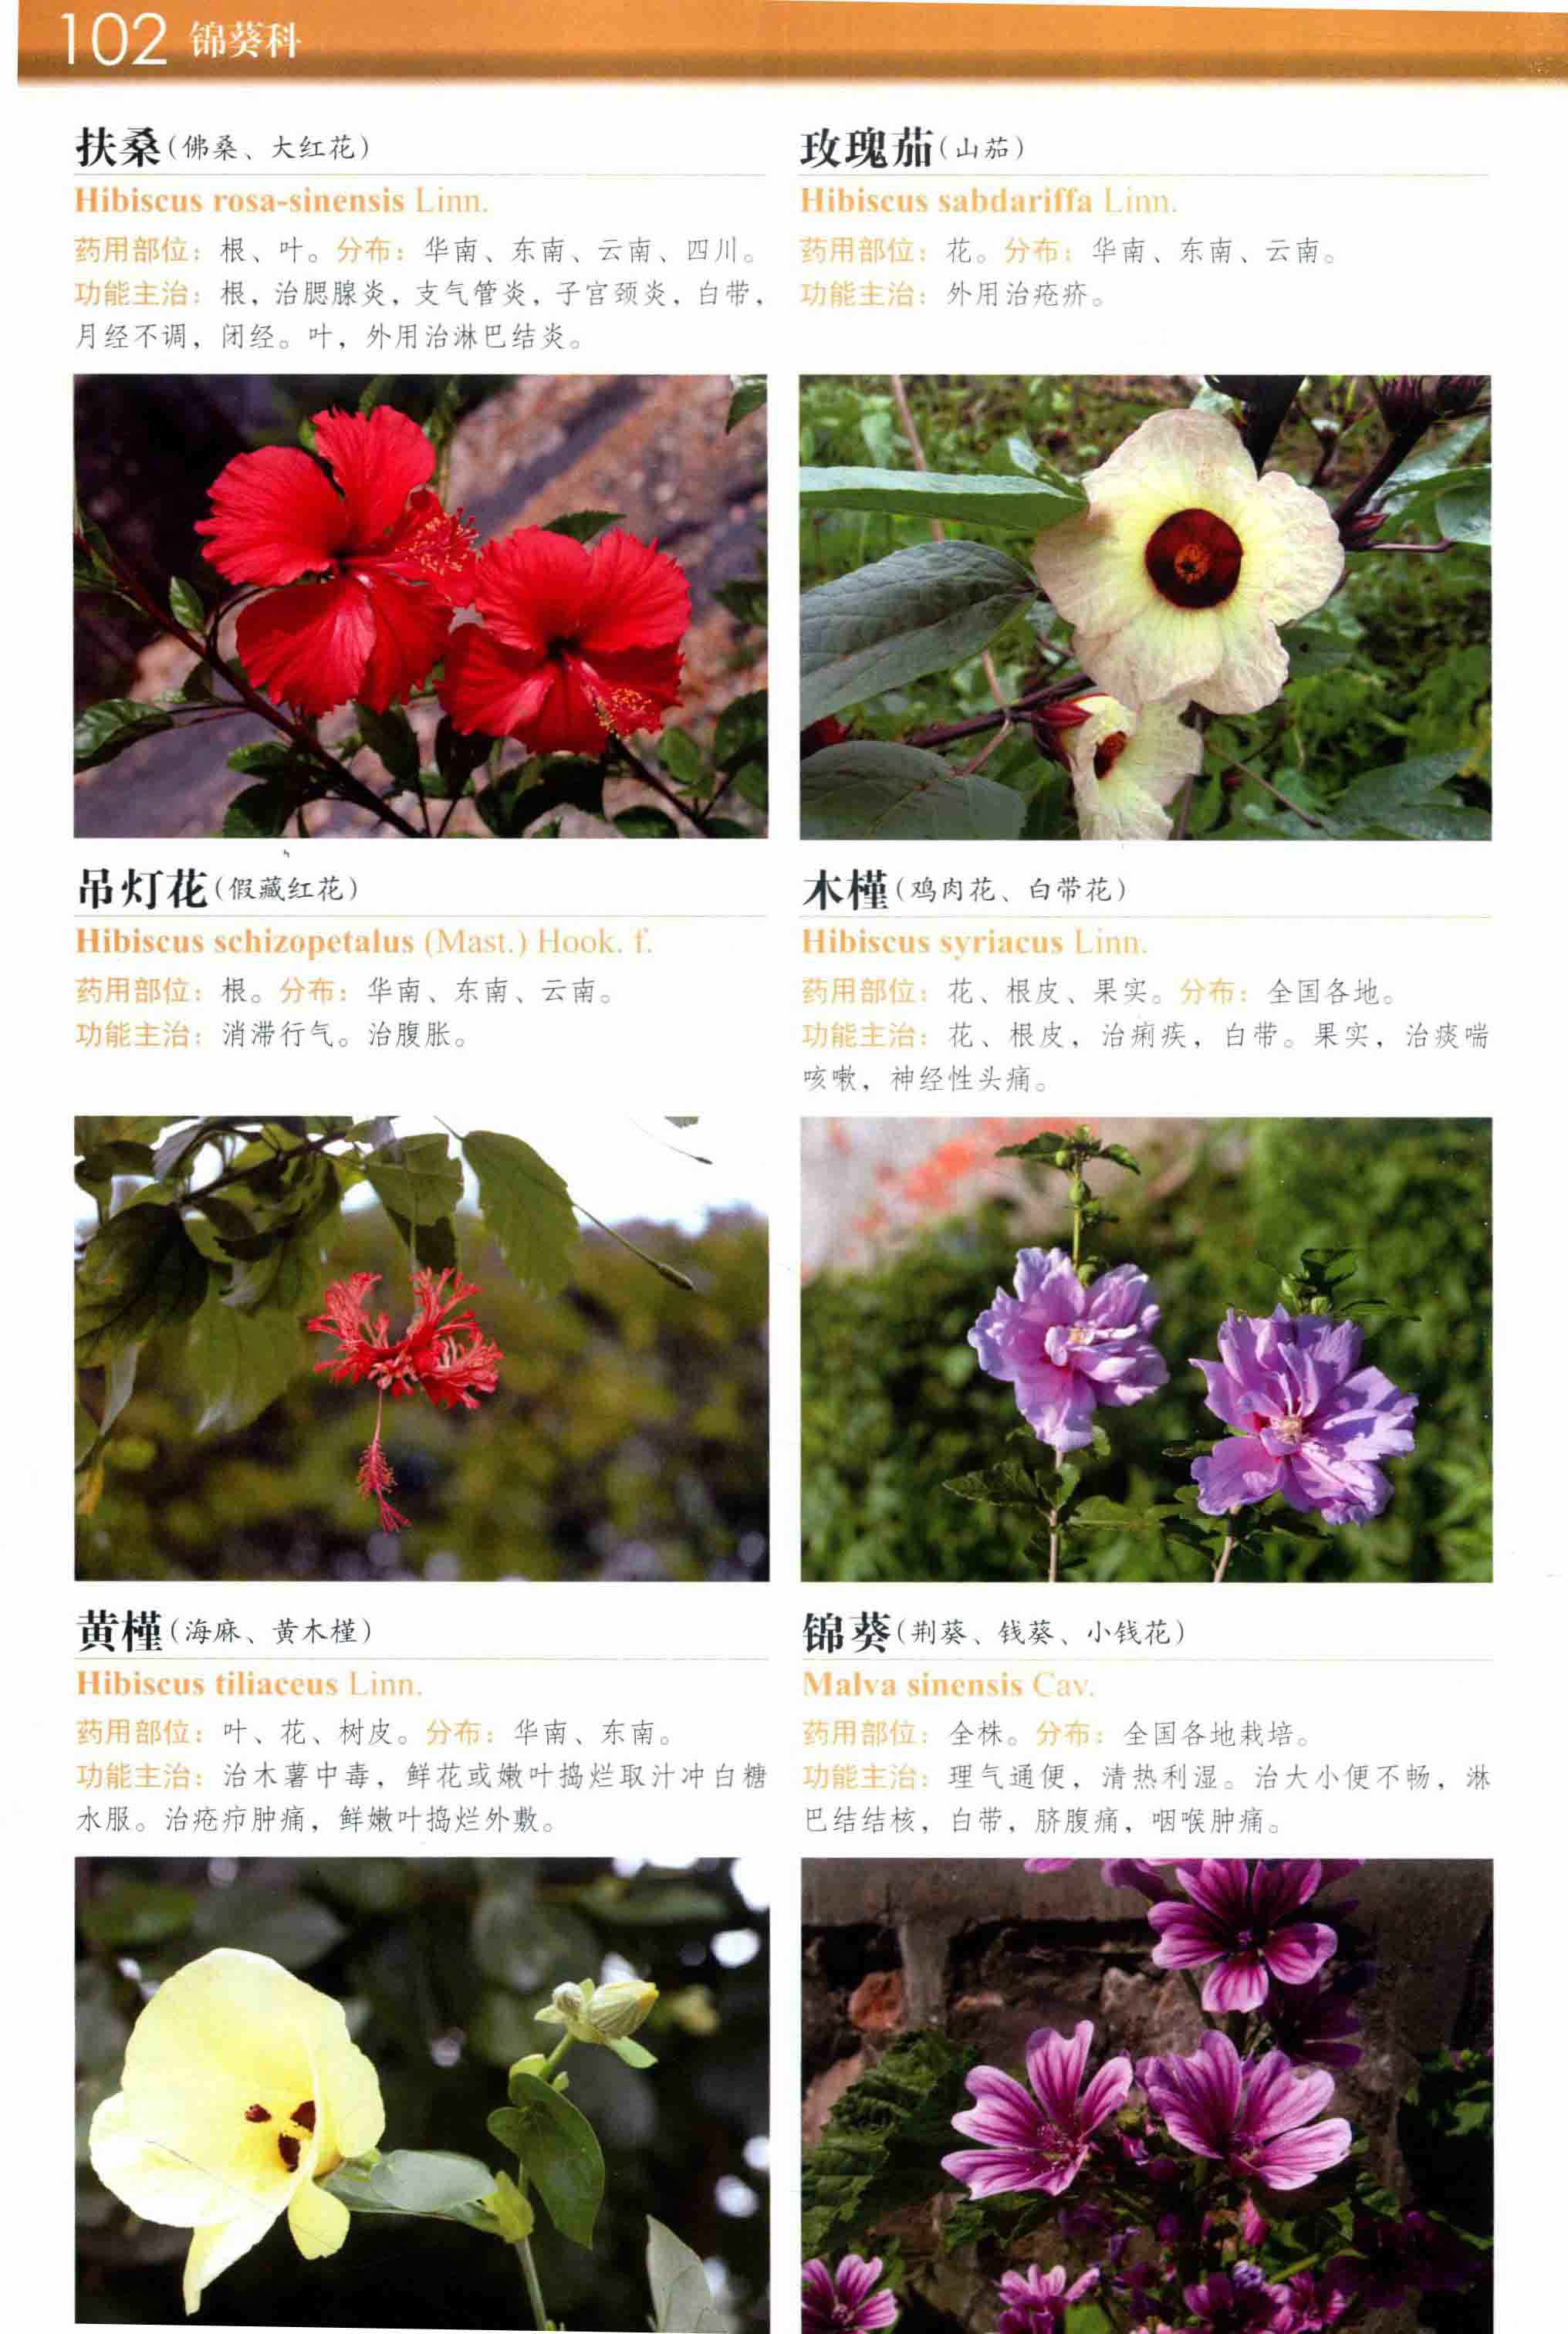 102 锦葵科
扶桑(佛桑、大红花)
Hibiscus rosa-sinensis Linn.
药用部位：根、叶。分布：华南、东南、云南、四川。
功能主治：根，治腮腺炎，支气管炎，子宫颈炎，白带，
月经不调，闭经。叶，外用治淋巴结炎。
玫瑰茄(山茄)
Hibiscus sabdariffa Linn.
药用部位：花。分布：华南、东南、云南。
功能主治：外用治疮疥。
吊灯花(假藏红花)
Hibiscus schizopetalus (Mast.) Hook. f.
药用部位：根。分布：华南、东南、云南。
功能主治：消滞行气。治腹胀。
木槿(鸡肉花、白带花)
Hibiscus syriacus Linn.
药用部位：花、根皮、果实。分布：全国各地。
功能主治：花、根皮，治痢疾，白带。果实，治痰喘
咳嗽，神经性头痛。
黄槿(海麻、黄木槿)
Hibiscus tiliaceus Linn.
药用部位：叶、花、树皮。分布：华南、东南。
功能主治：治木薯中毒，鲜花或嫩叶捣烂取汁冲白糖
水服。治疮疖肿痛，鲜嫩叶捣烂外敷。
锦葵(荆葵、钱葵、小钱花)
Malva sinensis Cav.
药用部位：全株。分布：全国各地栽培。
功能主治：理气通便，清热利湿。治大小便不畅，淋
巴结结核，白带，脐腹痛，咽喉肿痛。